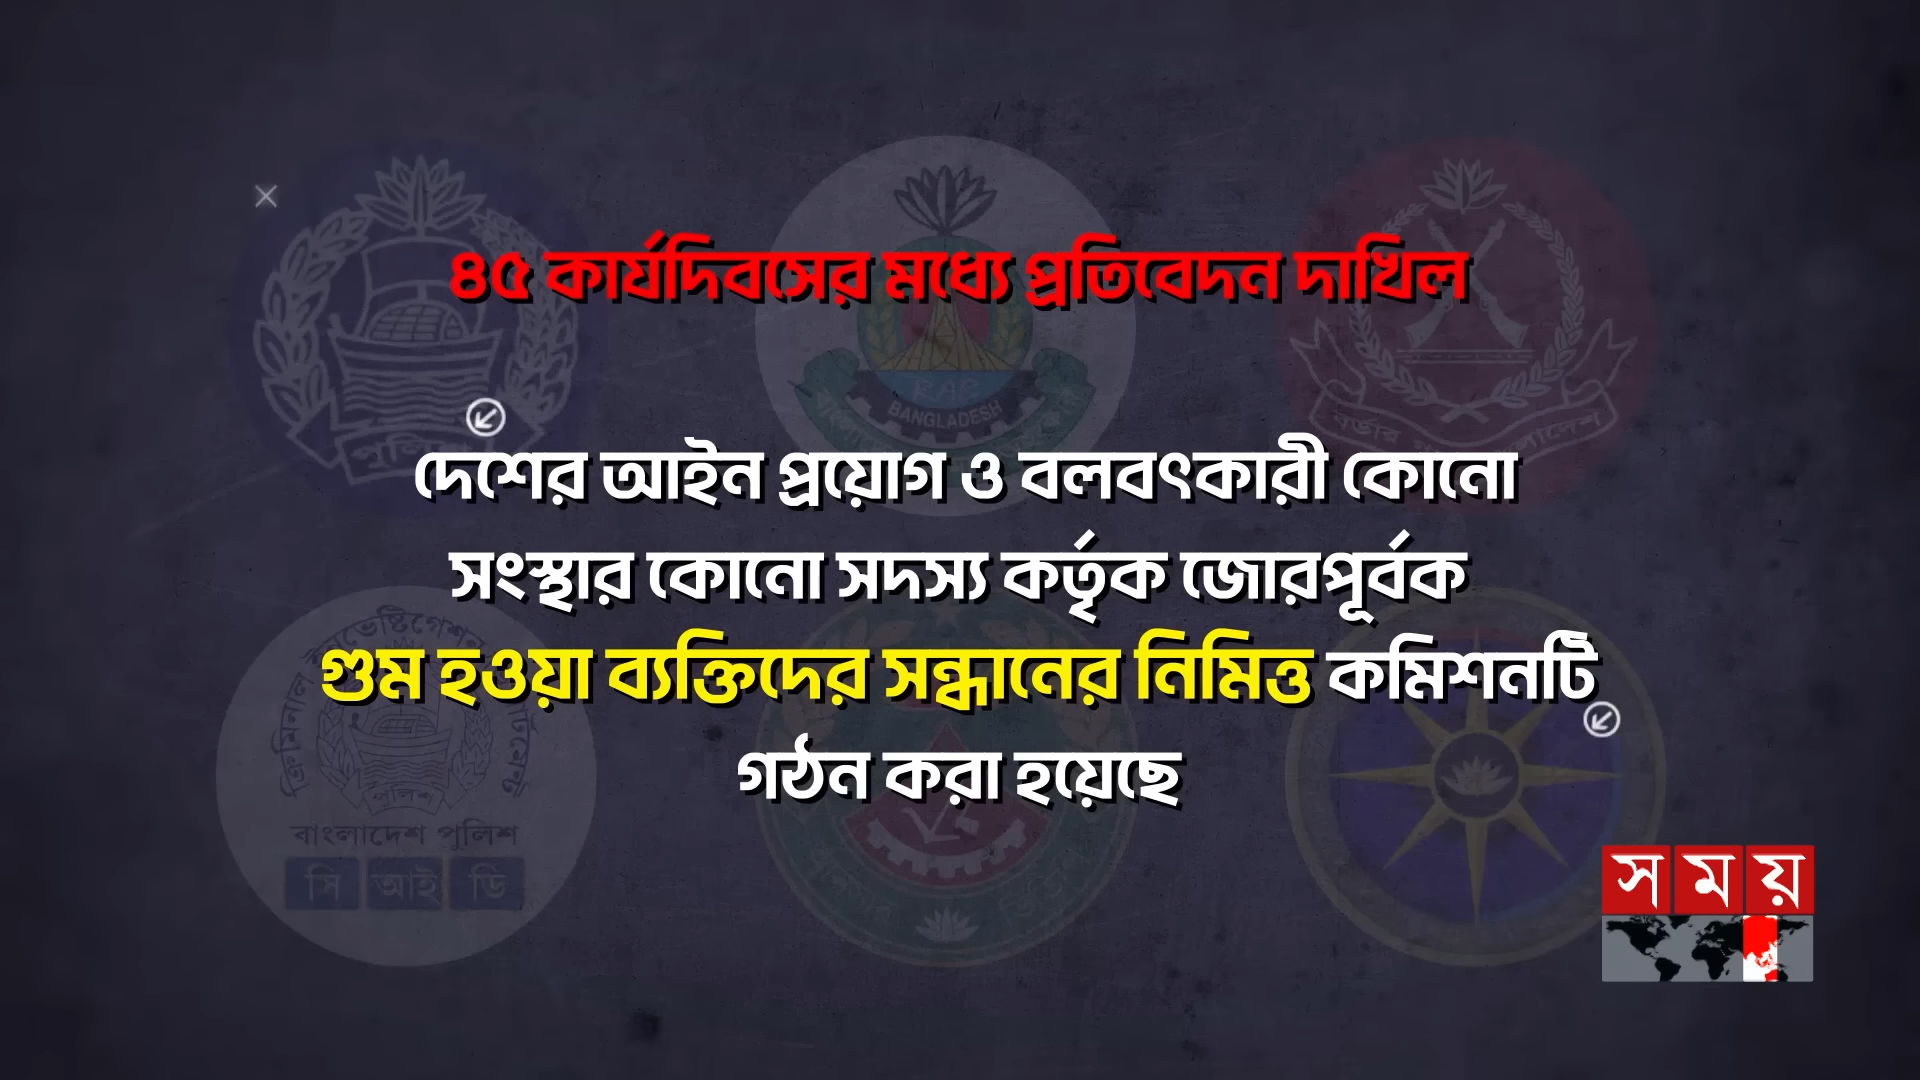 ৪৫ কার্যদিবসের মধ্যে প্রতিবেদন দাখিল
দেশের আইন প্রয়োগ ও বলবৎকারী কোনো
সংস্থার কোনো সদস্য কর্তৃক জোরপূর্বক
গুম হওয়া ব্যক্তিদের সন্ধানের নিমিত্ত কমিশনটি
গঠন করা হয়েছে
পুলিশ
RAB
BANGLADESH
বাংলাদেশ পুলিশ
সি আই ডি
সময়